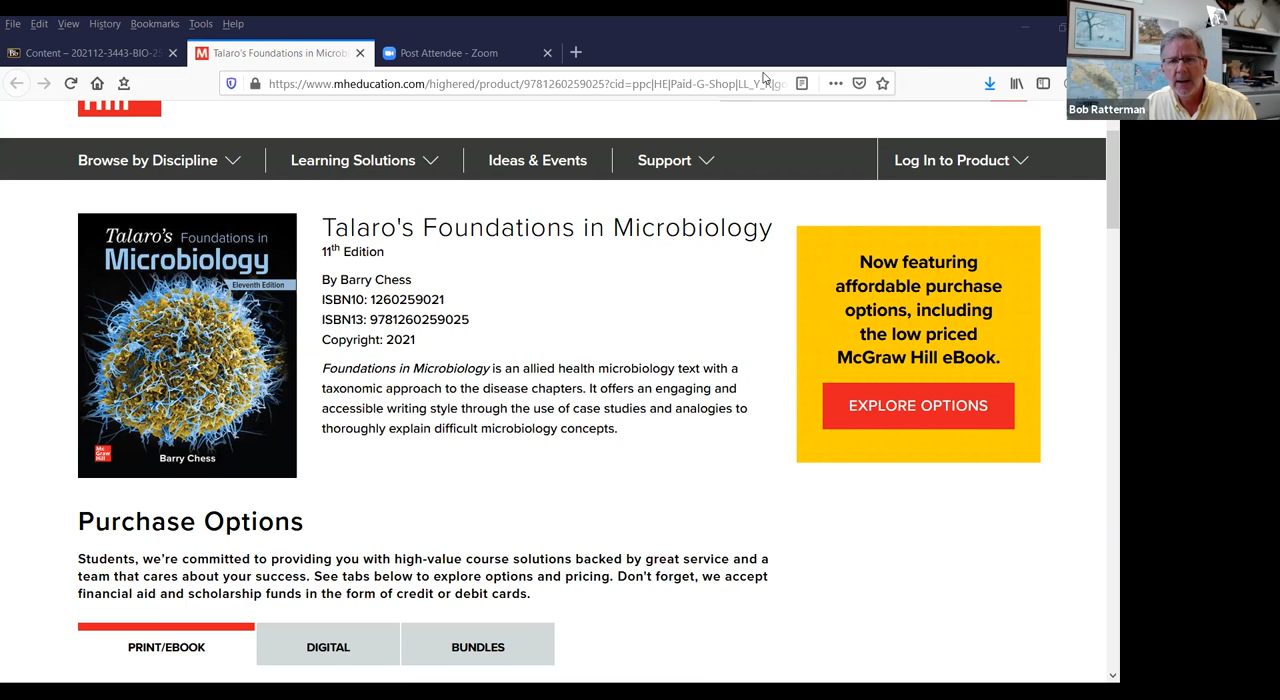 File Edit View History Bookmarks Tools Help
Content – 202112-3443-BIO-25
Talaro's Foundations in Microbi
Post Attendee - Zoom
https://www.mheducation.com/highered/product/9781260259025?cid=ppc|HE|Paid-G-Shop|LL_Y_R|go
Bob Ratterman
Hill
Browse by Discipline
Learning Solutions
Ideas & Events
Support
Log In to Product
Talaro's Foundations in
Microbiology
Eleventh Edition
Mc
Graw
Hill
Barry Chess
Talaro's Foundations in Microbiology
11th Edition
By Barry Chess
ISBN10: 1260259021
ISBN13: 9781260259025
Copyright: 2021
Foundations in Microbiology is an allied health microbiology text with a
taxonomic approach to the disease chapters. It offers an engaging and
accessible writing style through the use of case studies and analogies to
thoroughly explain difficult microbiology concepts.
Now featuring
affordable purchase
options, including
the low priced
McGraw Hill eBook.
EXPLORE OPTIONS
Purchase Options
Students, we're committed to providing you with high-value course solutions backed by great service and a
team that cares about your success. See tabs below to explore options and pricing. Don't forget, we accept
financial aid and scholarship funds in the form of credit or debit cards.
PRINT/EBOOK
DIGITAL
BUNDLES